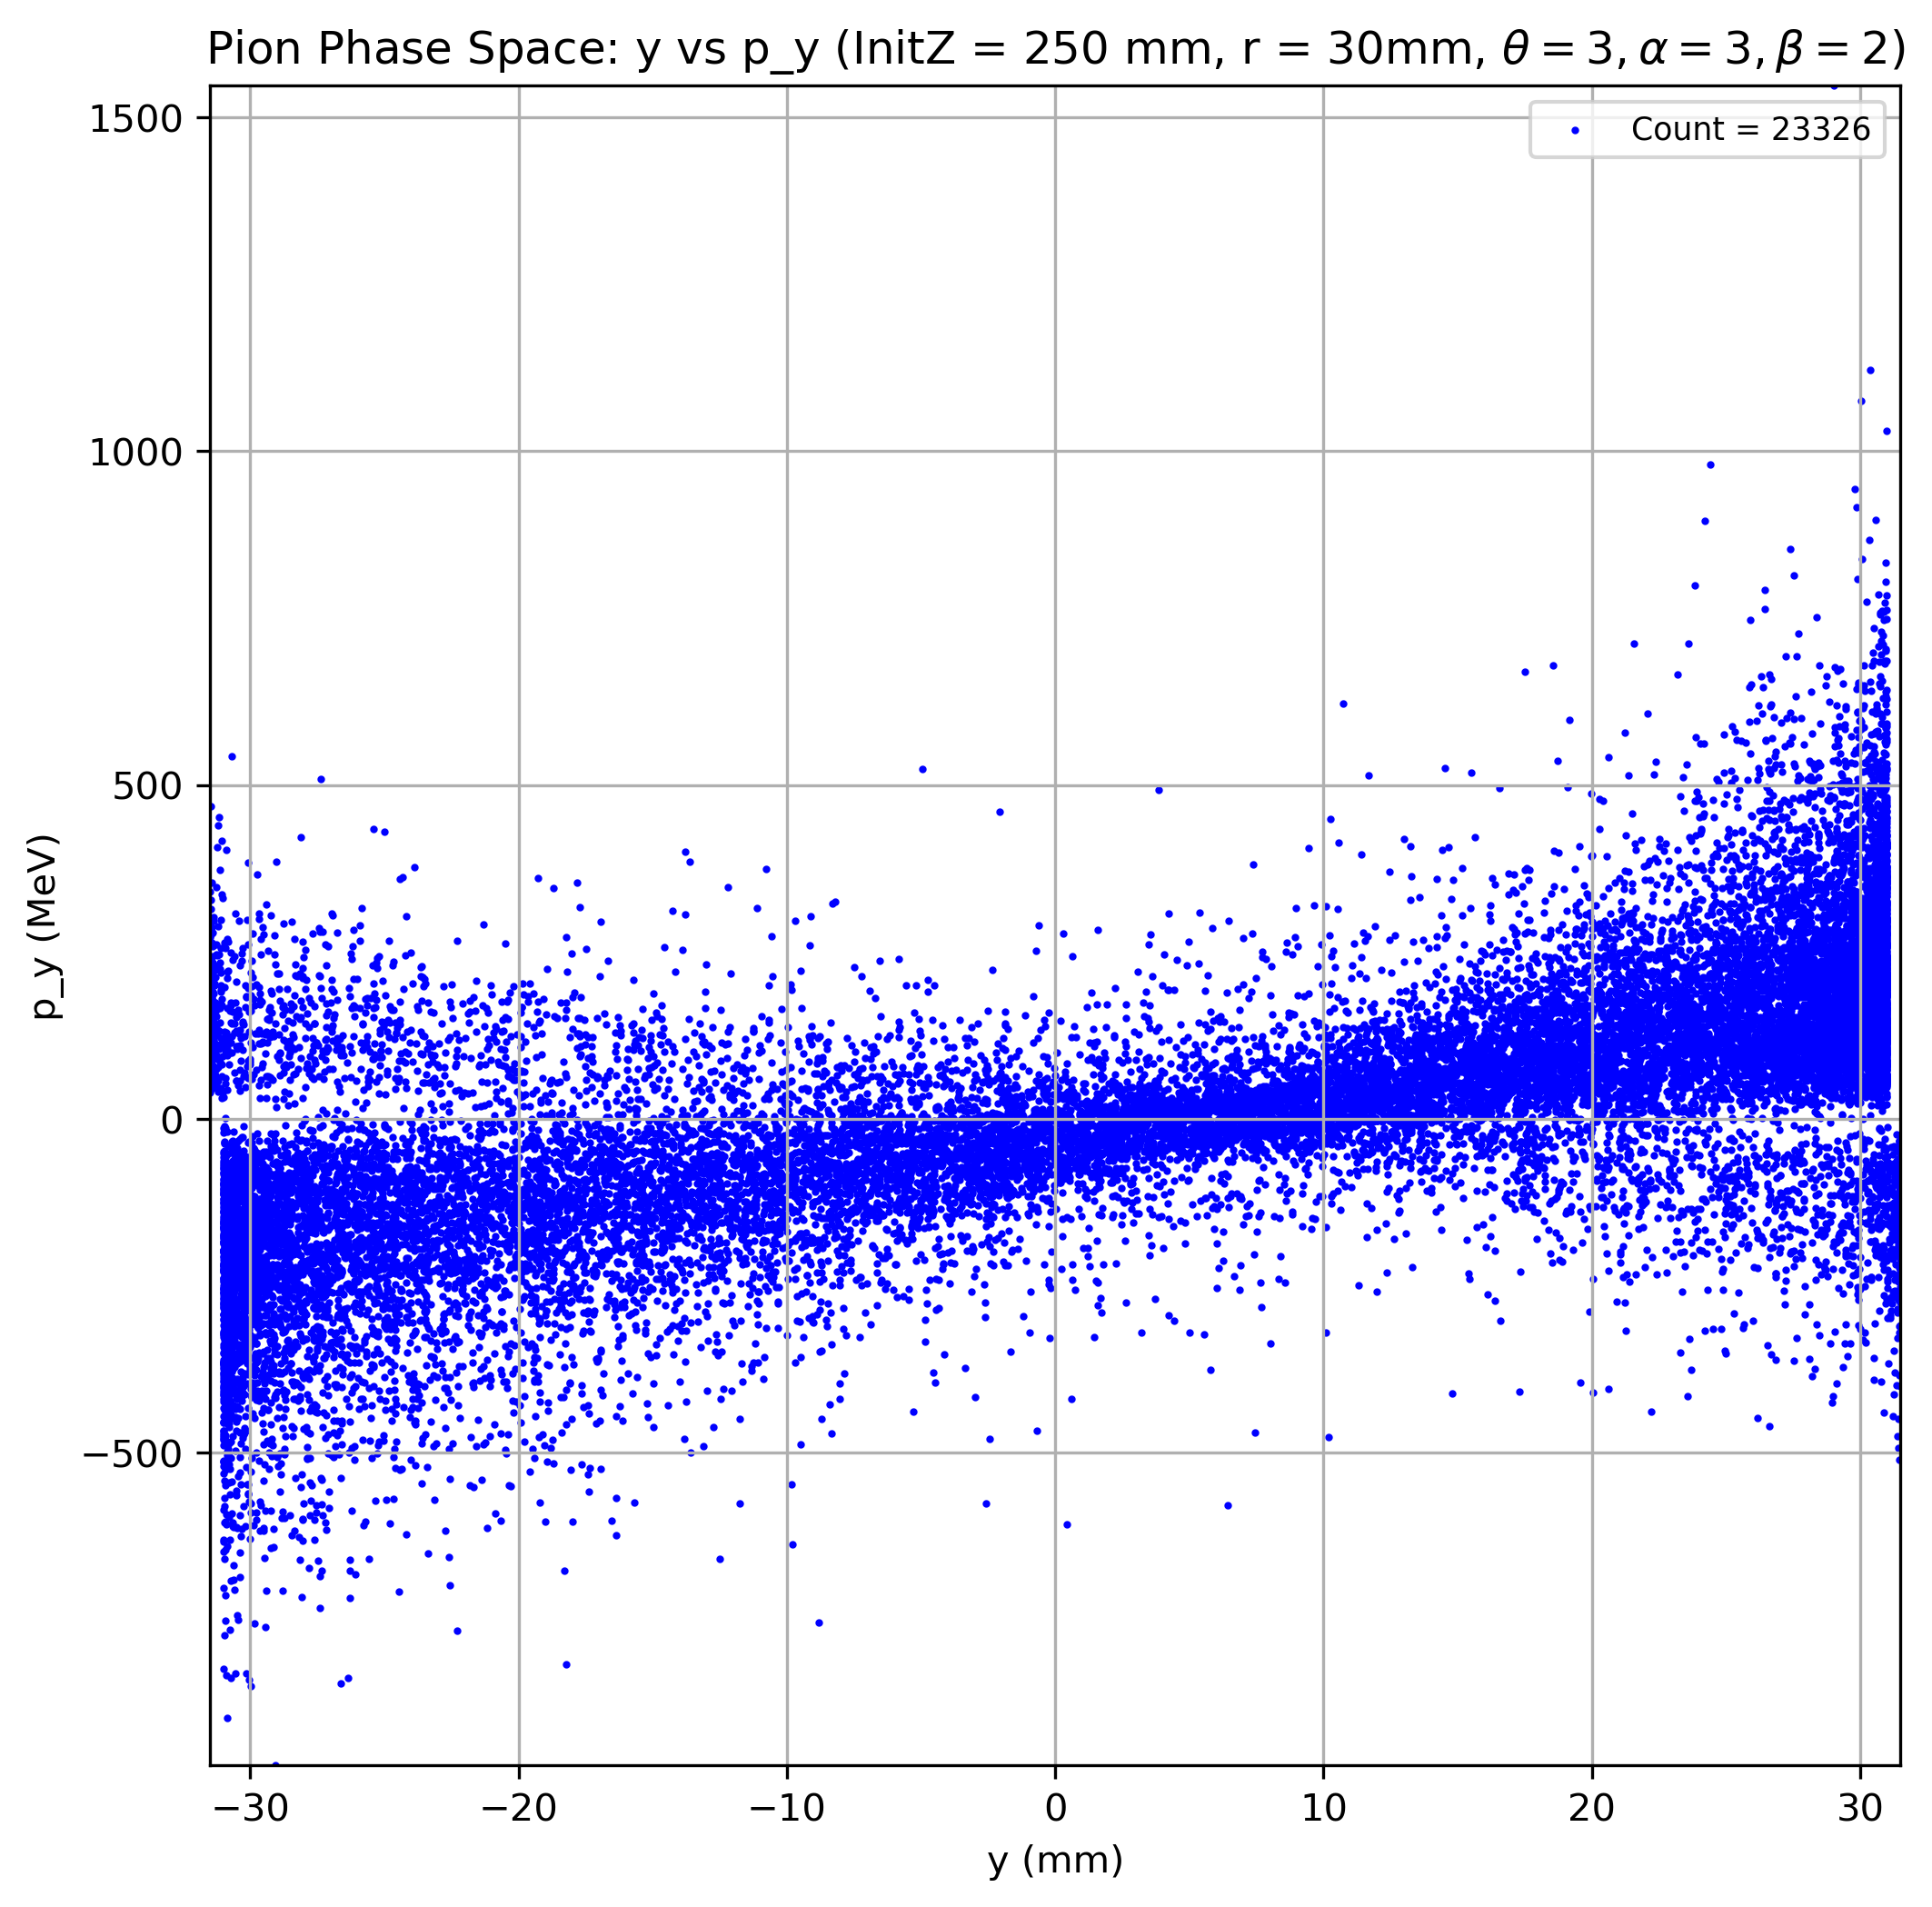 Pion Phase Space: y vs p_y (InitZ = 250 mm, r = 30mm, θ = 3, α = 3, β = 2)
Count = 23326
1500
1000
500
0
−500
p_y (MeV)
−30 −20 −10 0 10 20 30
y (mm)